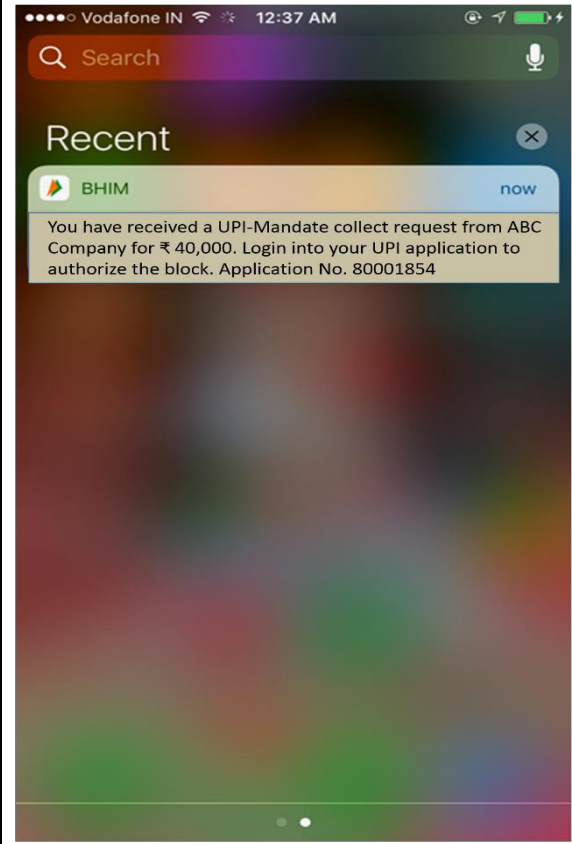 Vodafone IN 12:37 AM
Search
Recent
BHIM now
You have received a UPI-Mandate collect request from ABC
Company for ₹ 40,000. Login into your UPI application to
authorize the block. Application No. 80001854